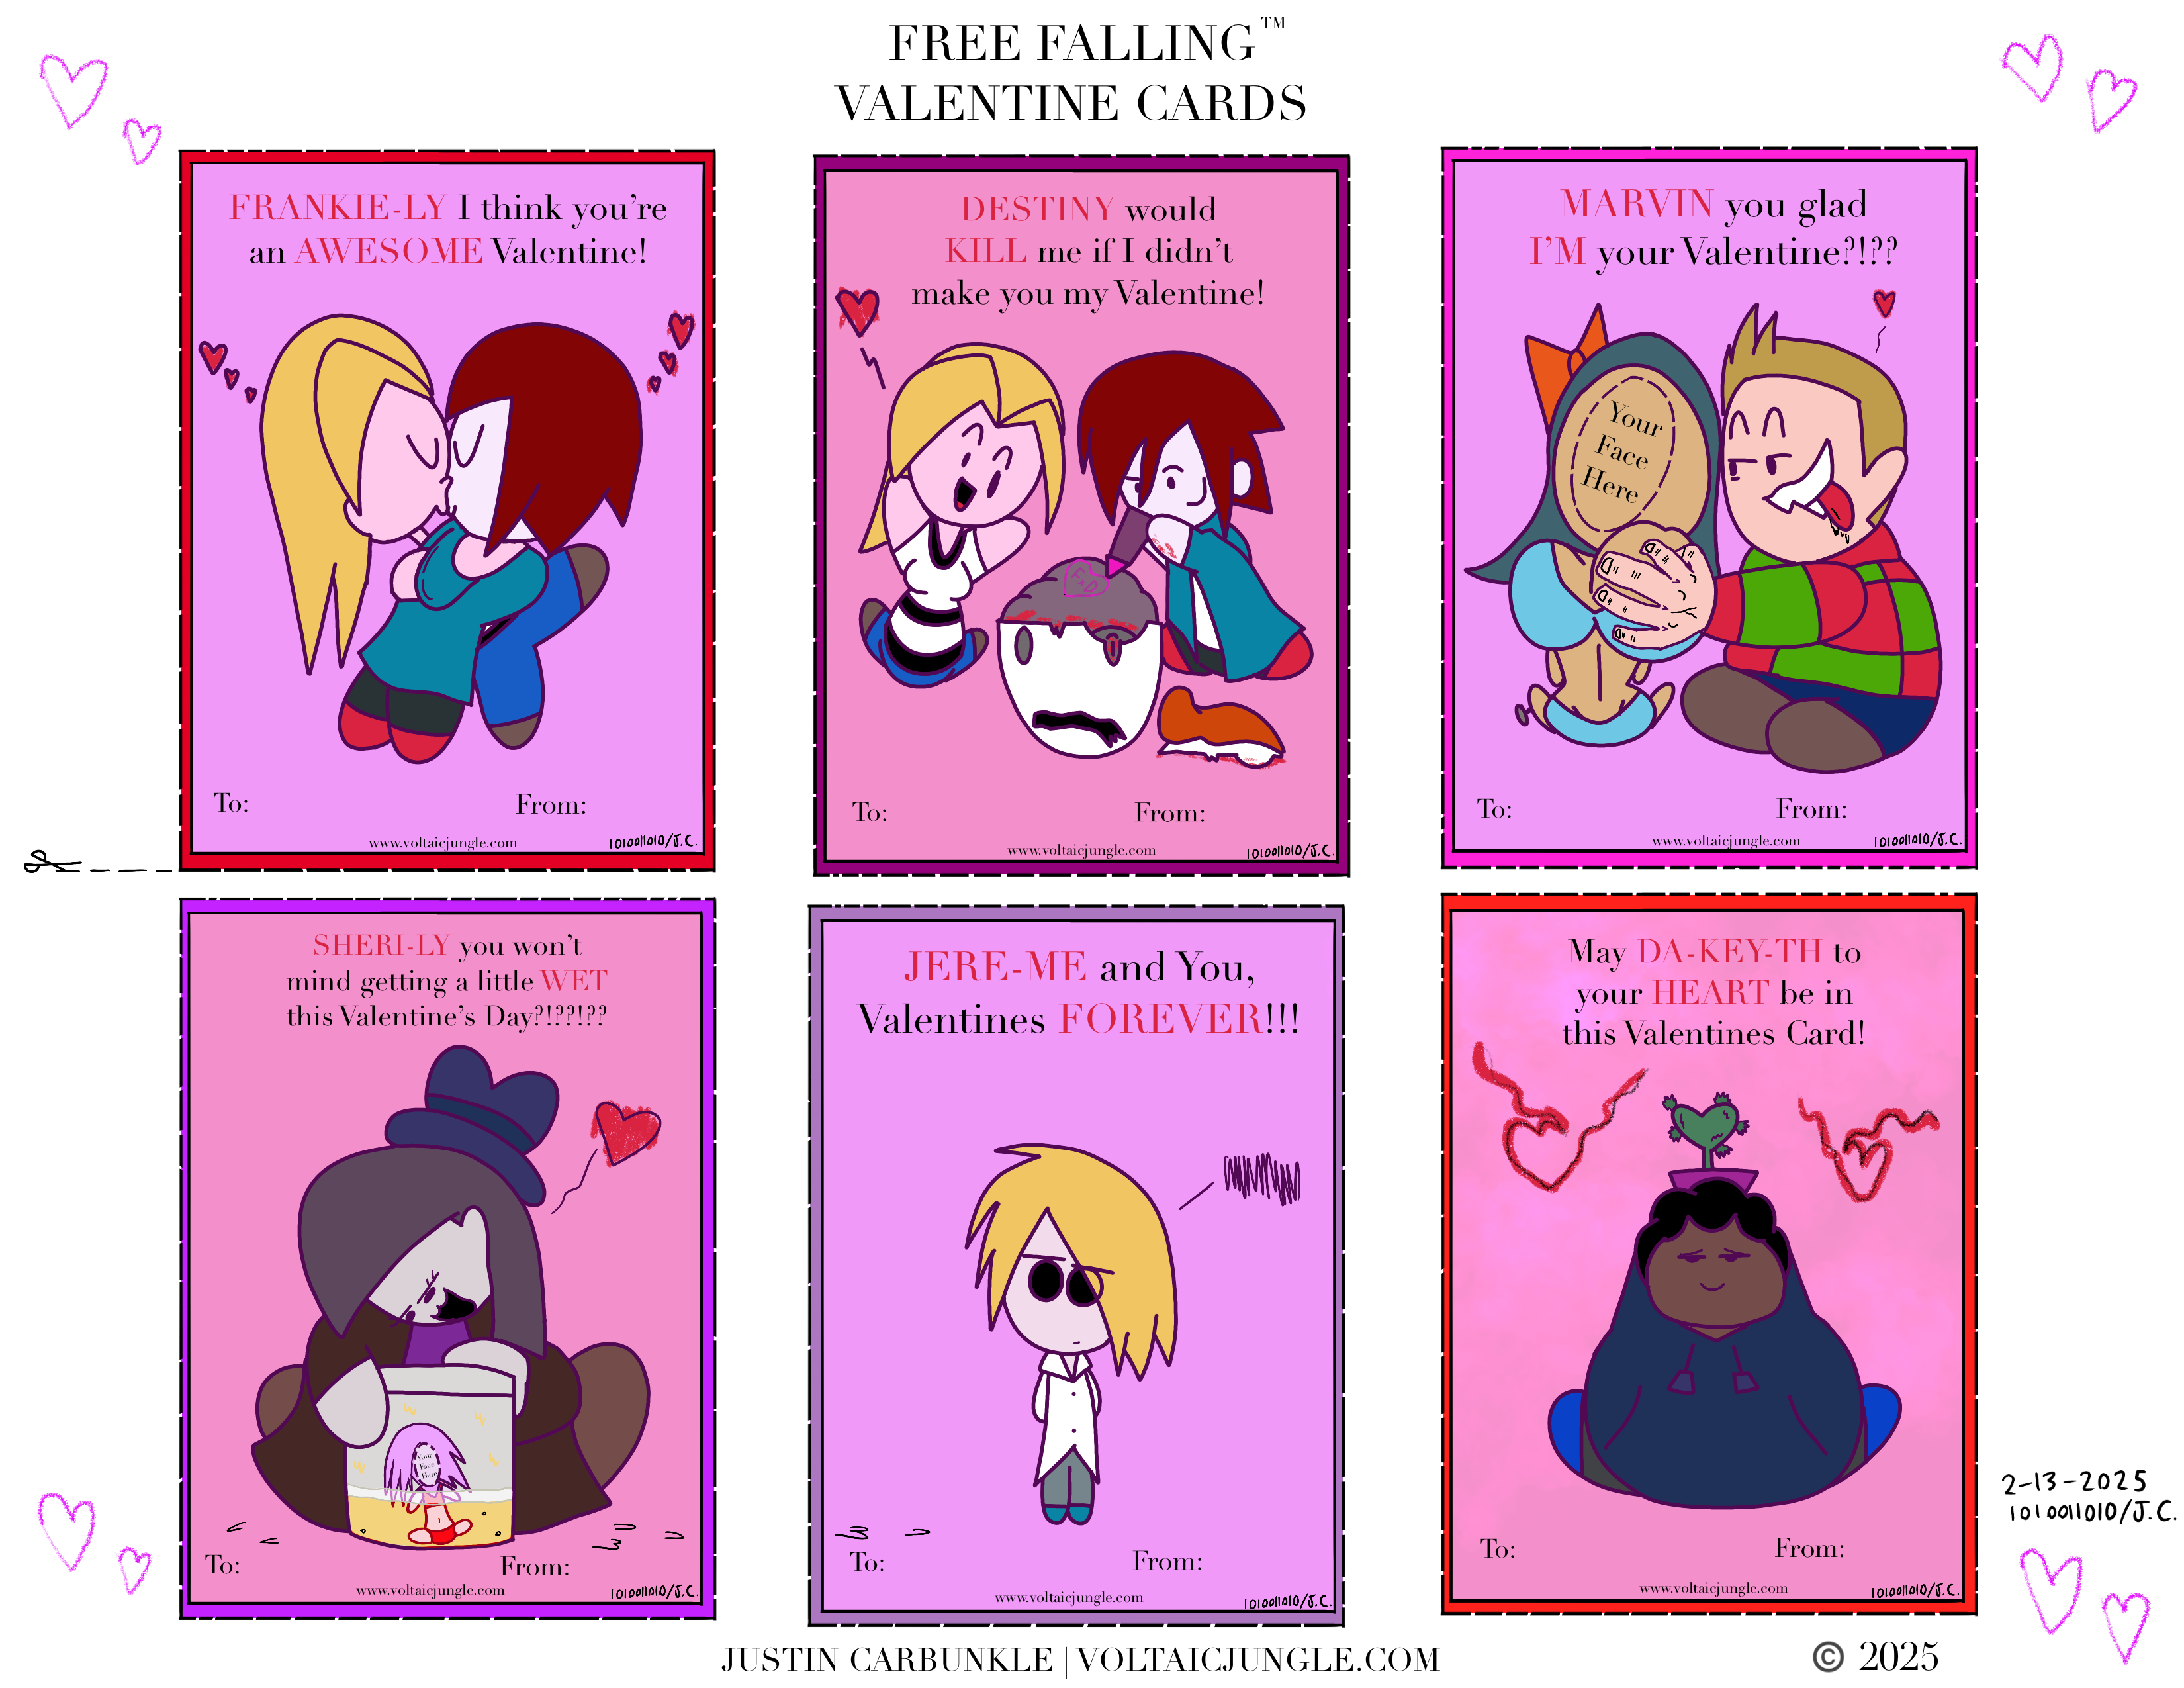 FREE FALLING™
VALENTINE CARDS
FRANKIE-LY I think you're
an AWESOME Valentine!
To:
From:
www.voltaicjungle.com
1010011010/J.C.
DESTINY would
KILL me if I didn't
make you my Valentine!
To:
From:
www.voltaicjungle.com
1010011010/J.C.
MARVIN you glad
I'M your Valentine?!??
Your
Face
Here
To:
From:
www.voltaicjungle.com
1010011010/J.C.
SHERI-LY you won't
mind getting a little WET
this Valentine's Day?!??!??
Your
Face
Here
To:
From:
www.voltaicjungle.com
1010011010/J.C.
JERE-ME and You,
Valentines FOREVER!!!
To:
From:
www.voltaicjungle.com
1010011010/J.C.
May DA-KEY-TH to
your HEART be in
this Valentines Card!
To:
From:
www.voltaicjungle.com
1010011010/J.C.
2-13-2025
1010011010/J.C.
JUSTIN CARBUNKLE | VOLTAICJUNGLE.COM
© 2025